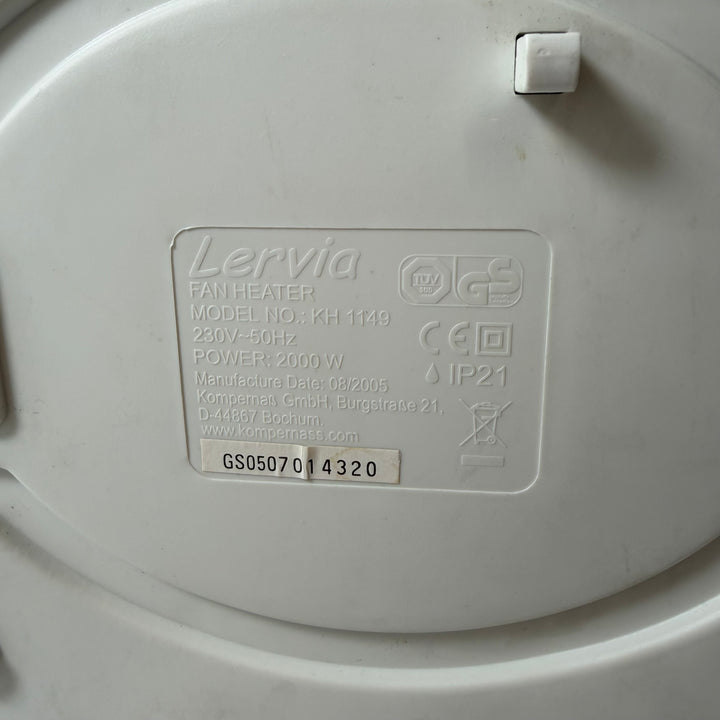 Lervia
FAN HEATER
MODEL NO.: KH 1149
230V~50Hz
POWER: 2000 W
Manufacture Date: 08/2005
Kompernaß GmbH, Burgstraße 21,
D-44867 Bochum.
www.kompernass.com
GS0507014320
TÜV
GS
CE
IP21